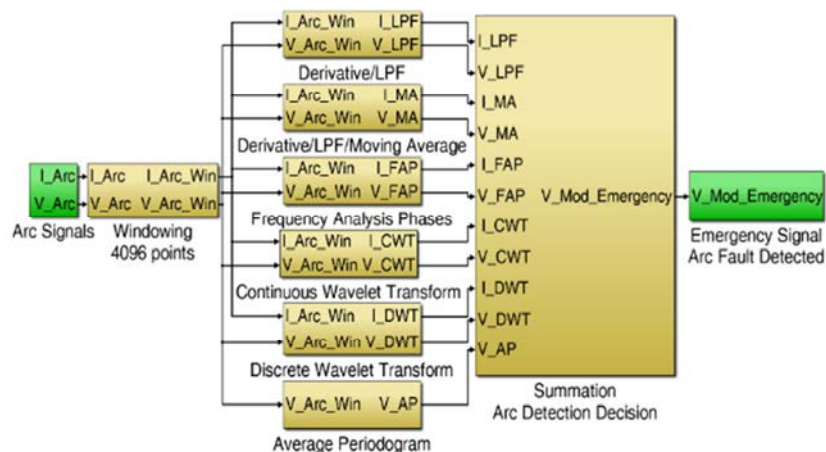 I_Arc
V_Arc
Arc Signals
I_Arc I_Arc_Win
V_Arc V_Arc_Win
Windowing
4096 points
I_Arc_Win I_LPF
V_Arc_Win V_LPF
Derivative/LPF
I_Arc_Win I_MA
V_Arc_Win V_MA
Derivative/LPF/Moving Average
I_Arc_Win I_FAP
V_Arc_Win V_FAP
Frequency Analysis Phases
I_Arc_Win I_CWT
V_Arc_Win V_CWT
Continuous Wavelet Transform
I_Arc_Win I_DWT
V_Arc_Win V_DWT
Discrete Wavelet Transform
V_Arc_Win V_AP
Average Periodogram
I_LPF
V_LPF
I_MA
V_MA
I_FAP
V_FAP V_Mod_Emergency
I_CWT
V_CWT
I_DWT
V_DWT
V_AP
Summation
Arc Detection Decision
V_Mod_Emergency
Emergency Signal
Arc Fault Detected